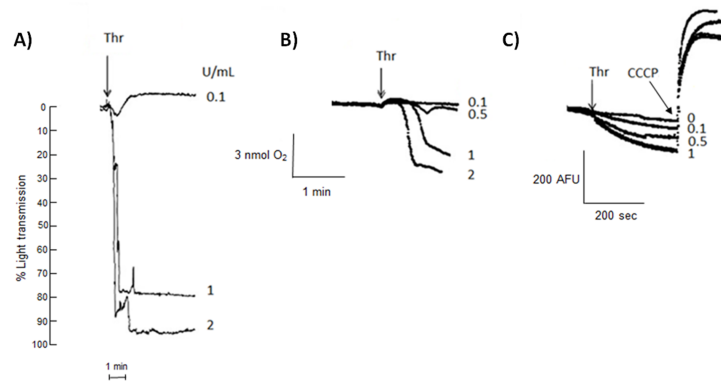 A)
Thr
U/mL
0.1
0
10
20
30
40
50
60
70
80
90
100
% Light transmission
1
2
1 min
B)
Thr
0.1
0.5
1
2
3 nmol O₂
1 min
C)
Thr
CCCP
0
0.1
0.5
1
200 AFU
200 sec